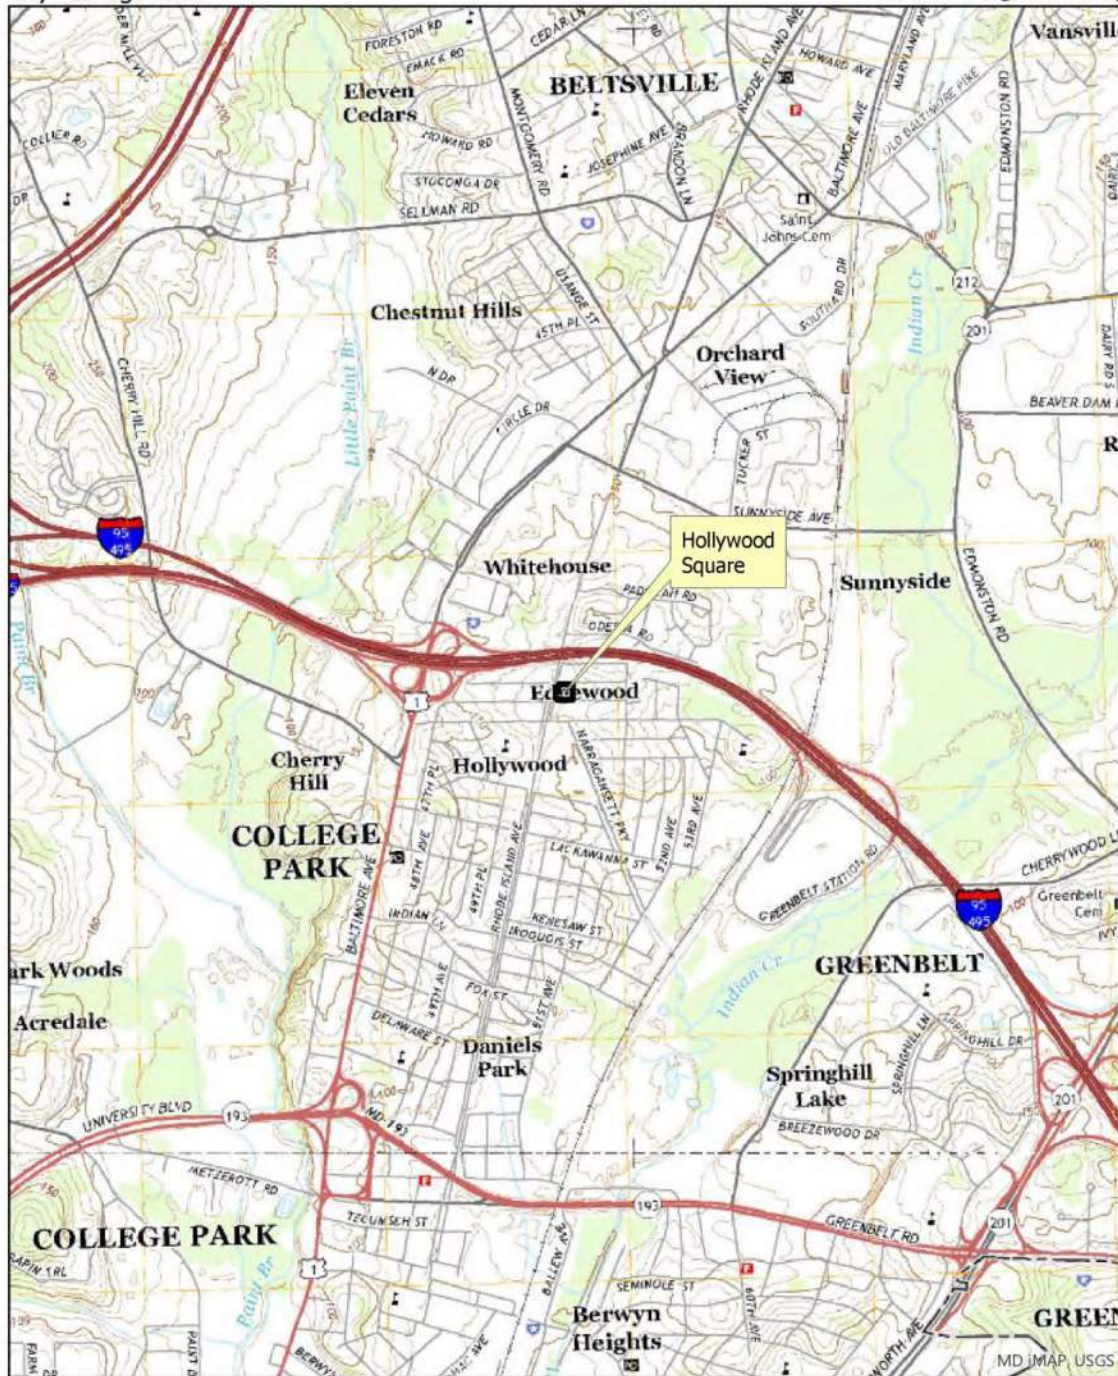 FORESTON RD
CEDAR LN
Vansville
EMACK RD
RHODE ISLAND AVE
HOWARD AVE
MARYLAND AVE
BELTSVILLE
Eleven
Cedars
MONTGOMERY RD
OLD BALTIMORE PIKE
EDMONSTON RD
COLLIER RD
HOWARD RD
JOSEPHINE AVE
BRANDON LN
BALTIMORE AVE
STOCONGA DR
SELLMAN RD
Saint
Johns Cem
212
Indian Cr
USANGE ST
Chestnut Hills
45TH PL
SOUTHARD DR
201
Orchard
View
DAIRY RD S
CHERRY HILL RD
Little Paint Br
N DR
CIRCLE DR
BEAVER DAM
TUCKER ST
SUNNYSIDE AVE
95
495
Hollywood
Square
Whitehouse
Sunnyside
EDMONSTON RD
ODESSA RD
Paint Br
Edgewood
1
Cherry
Hill
Hollywood
NARRAGANSETT PKY
47TH PL
COLLEGE
PARK
48TH AVE
49TH PL
RHODE ISLAND AVE
LACKAWANNA ST
52ND AVE
53RD AVE
CHERRYWOOD L
GREENBELT STATION RD
95
495
Greenbelt
Cem
BALTIMORE AVE
INDIAN LN
KENESAW ST
IROQUOIS ST
ark Woods
GREENBELT
Indian Cr
49TH AVE
FOX ST
51ST AVE
Acredale
DELAWARE ST
SPRINGHILL LN
Daniels
Park
Springhill
Lake
201
UNIVERSITY BLVD
193
MD 193
BREEZEWOOD DR
METZEROTT RD
193
TECUMSEH ST
GREENBELT RD
201
COLLEGE PARK
1
Paint Br
BALLEW AVE
SEMINOLE ST
60TH AVE
Berwyn
Heights
GREEN
MD iMAP, USGS